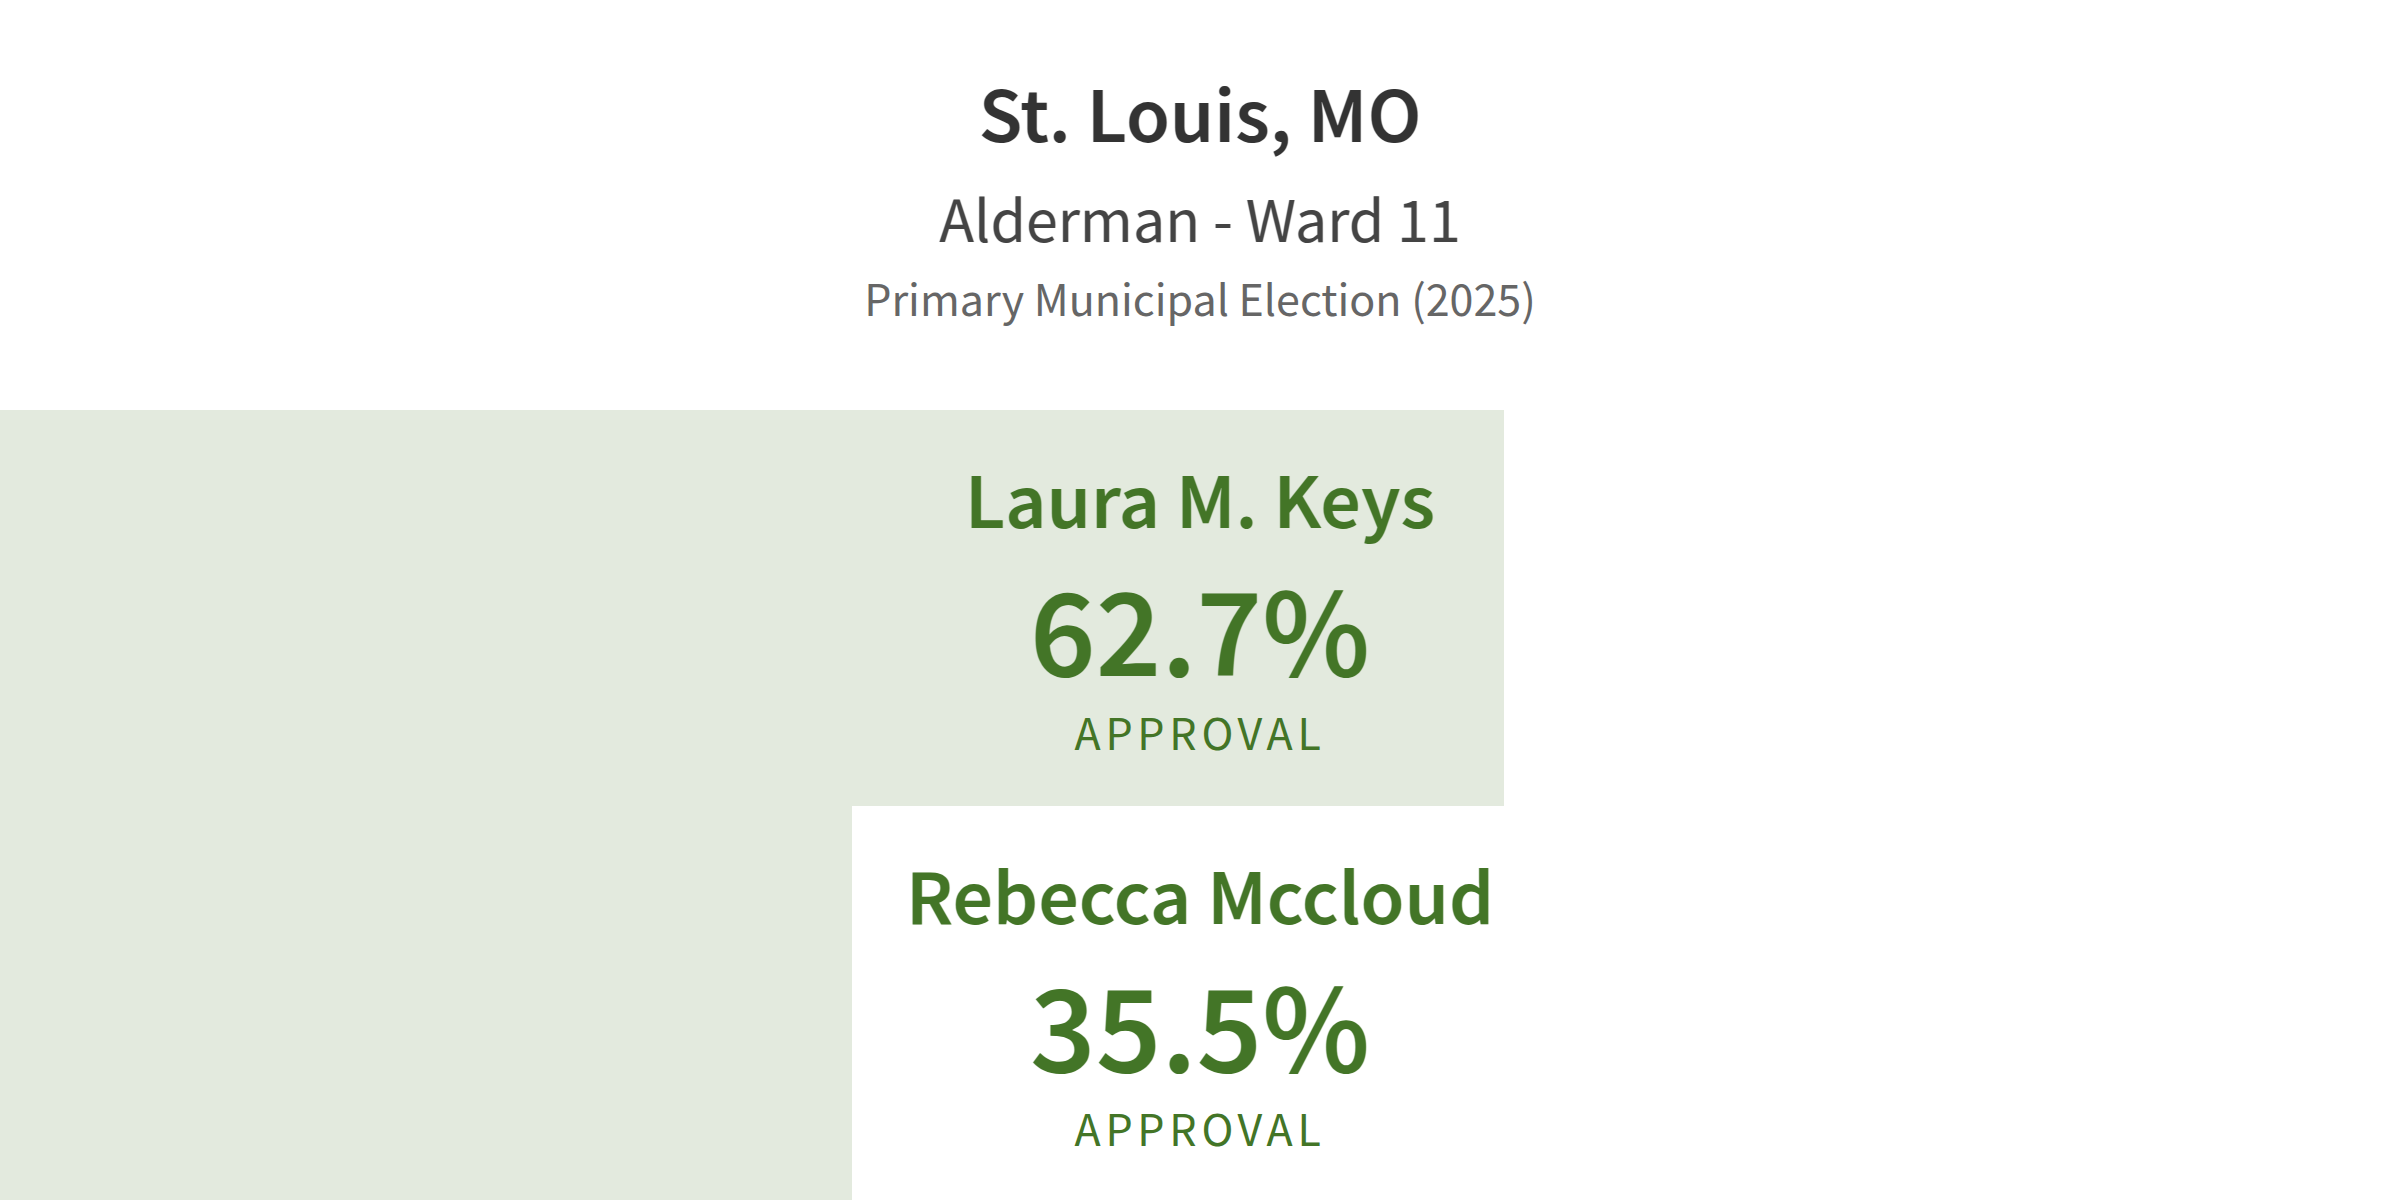 St. Louis, MO
Alderman - Ward 11
Primary Municipal Election (2025)
Laura M. Keys
62.7%
APPROVAL
Rebecca Mccloud
35.5%
APPROVAL